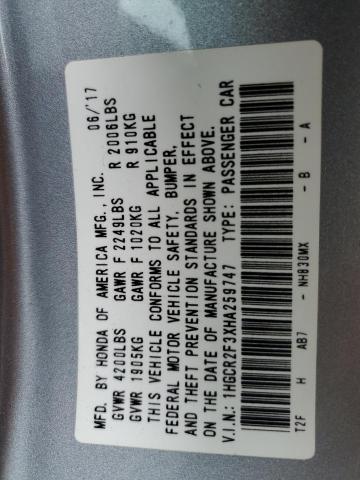 MFD. BY HONDA OF AMERICA MFG., INC. 06/'17
GVWR 4200LBS GAWR F 2249LBS R 2006LBS
GVWR 1905KG GAWR F 1020KG R 910KG
THIS VEHICLE CONFORMS TO ALL APPLICABLE
FEDERAL MOTOR VEHICLE SAFETY, BUMPER,
AND THEFT PREVENTION STANDARDS IN EFFECT
ON THE DATE OF MANUFACTURE SHOWN ABOVE.
V.I.N.: 1HGCR2F3XHA259747 TYPE: PASSENGER CAR
T2F H AB7 - NH830MX - B - A